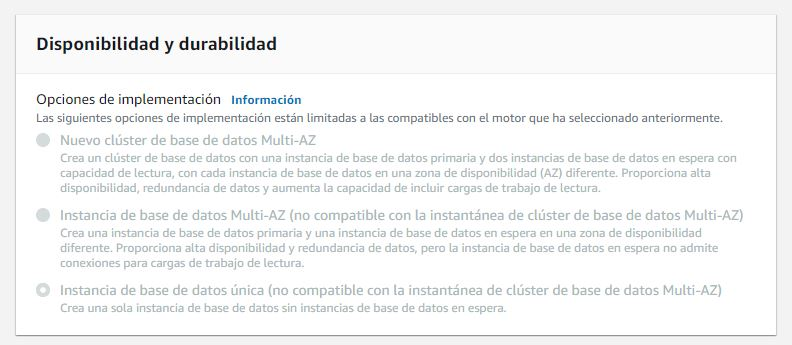 Disponibilidad y durabilidad
Opciones de implementación Información
Las siguientes opciones de implementación están limitadas a las compatibles con el motor que ha seleccionado anteriormente.
Nuevo clúster de base de datos Multi-AZ
Crea un clúster de base de datos con una instancia de base de datos primaria y dos instancias de base de datos en espera con
capacidad de lectura, con cada instancia de base de datos en una zona de disponibilidad (AZ) diferente. Proporciona alta
disponibilidad, redundancia de datos y aumenta la capacidad de incluir cargas de trabajo de lectura.
Instancia de base de datos Multi-AZ (no compatible con la instantánea de clúster de base de datos Multi-AZ)
Crea una instancia de base de datos primaria y una instancia de base de datos en espera en una zona de disponibilidad
diferente. Proporciona alta disponibilidad y redundancia de datos, pero la instancia de base de datos en espera no admite
conexiones para cargas de trabajo de lectura.
Instancia de base de datos única (no compatible con la instantánea de clúster de base de datos Multi-AZ)
Crea una sola instancia de base de datos sin instancias de base de datos en espera.